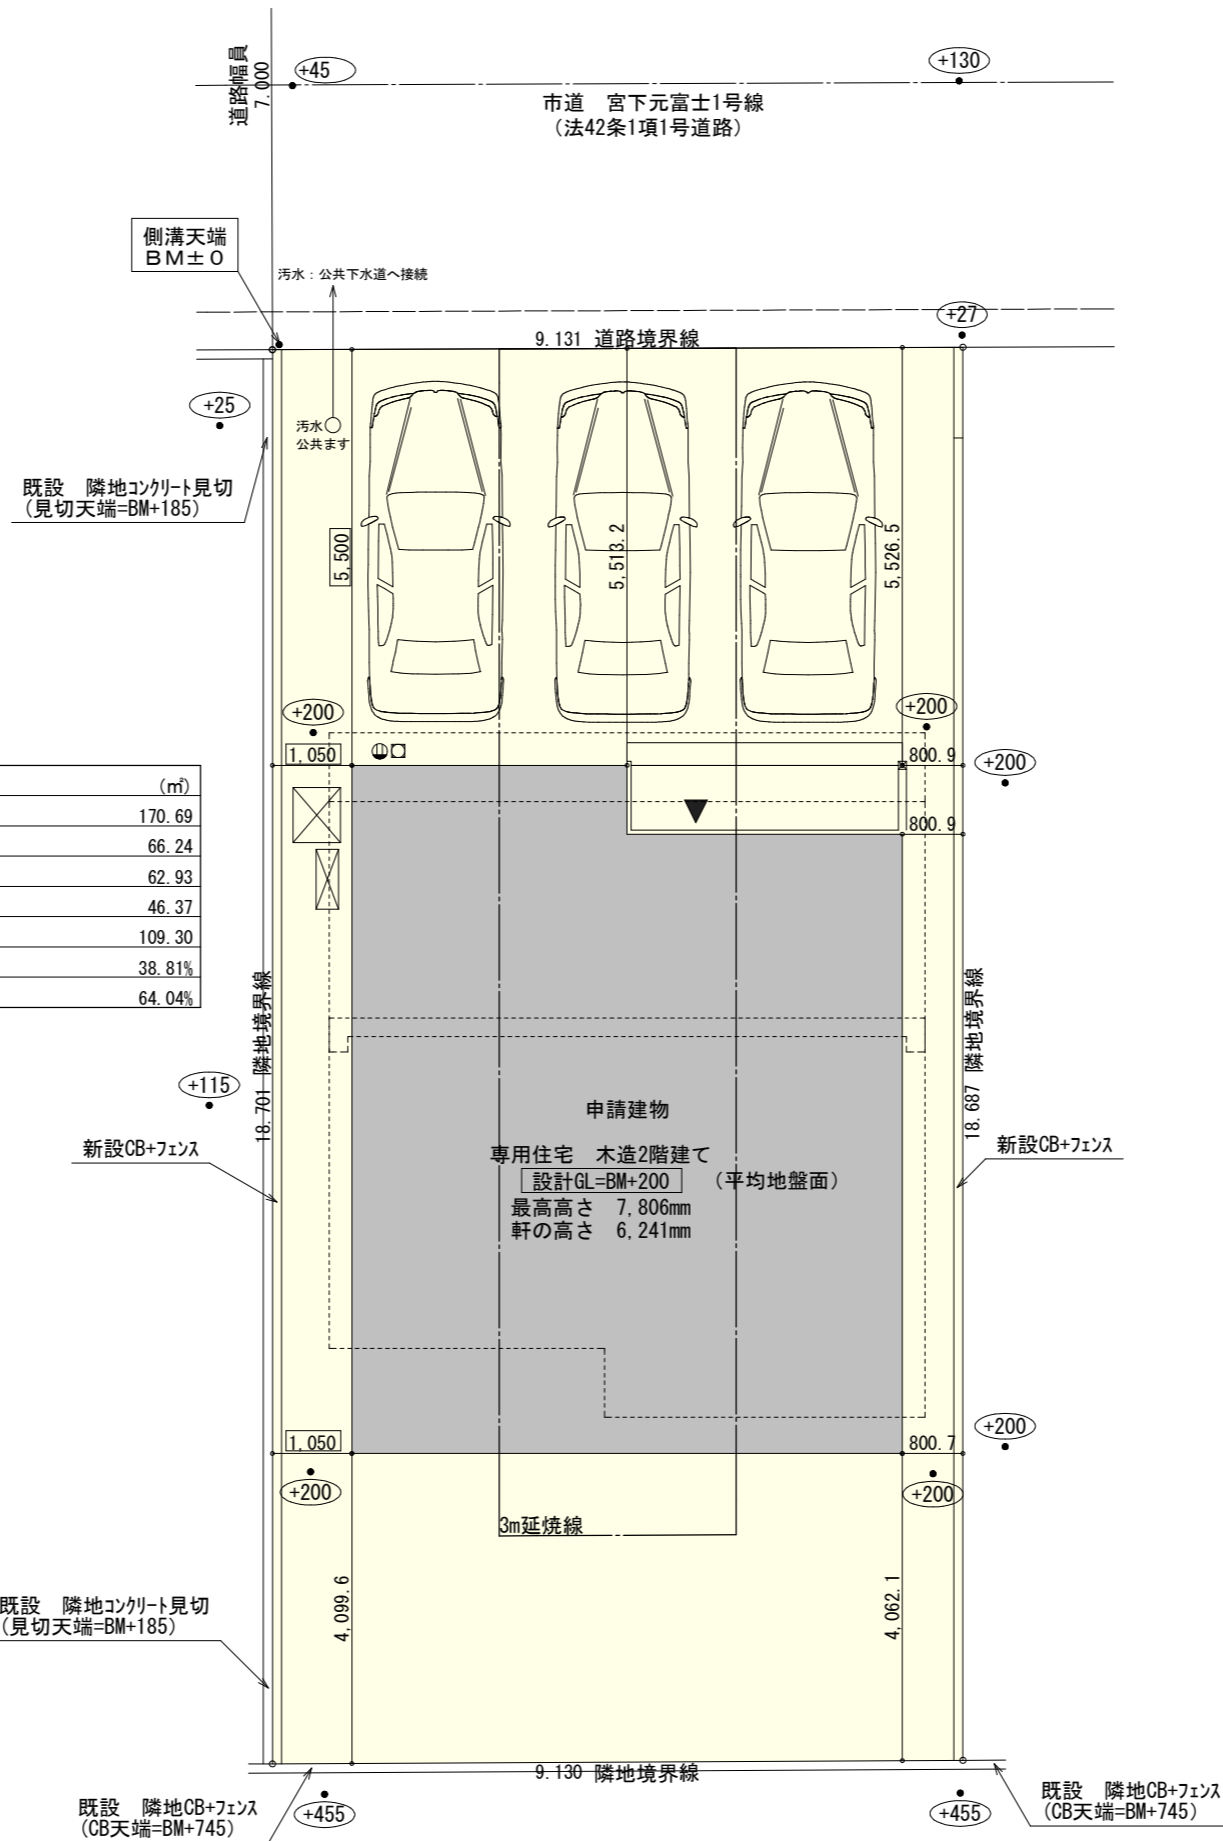 道路幅員
7.000
+45
+130
市道　宮下元富士1号線
(法42条1項1号道路)
側溝天端
BM±0
汚水：公共下水道へ接続
+27
9.131 道路境界線
+25
汚水
公共ます
既設　隣地コンクリート見切
(見切天端=BM+185)
5,500
5,513.2
5,526.5
+200
+200
1,050
800.9
+200
800.9
(㎡)
170.69
66.24
62.93
46.37
109.30
38.81%
64.04%
18.701 隣地境界線
18.687 隣地境界線
+115
申請建物
新設CB+フェンス
新設CB+フェンス
専用住宅　木造2階建て
設計GL=BM+200　(平均地盤面)
最高高さ　7,806mm
軒の高さ　6,241mm
1,050
800.7
+200
+200
+200
3m延焼線
4,099.6
4,062.1
既設　隣地コンクリート見切
(見切天端=BM+185)
9.130 隣地境界線
既設　隣地CB+フェンス
(CB天端=BM+745)
+455
+455
既設　隣地CB+フェンス
(CB天端=BM+745)